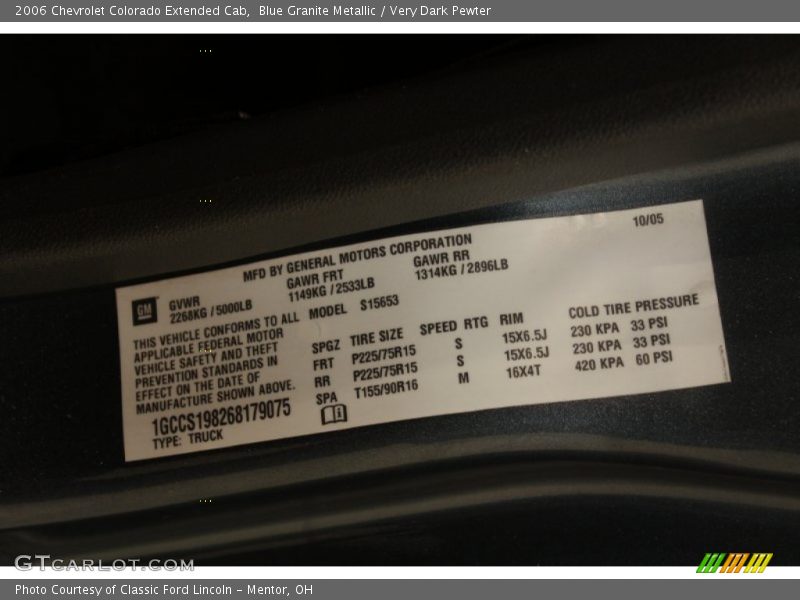 2006 Chevrolet Colorado Extended Cab,  Blue Granite Metallic / Very Dark Pewter
10/05
MFD BY GENERAL MOTORS CORPORATION
GM GVWR GAWR FRT GAWR RR
2268KG / 5000LB 1149KG / 2533LB 1314KG / 2896LB
THIS VEHICLE CONFORMS TO ALL
APPLICABLE FEDERAL MOTOR
VEHICLE SAFETY AND THEFT
PREVENTION STANDARDS IN
EFFECT ON THE DATE OF
MANUFACTURE SHOWN ABOVE.
1GCCS198268179075
TYPE: TRUCK
MODEL S15653
SPGZ TIRE SIZE SPEED RTG RIM COLD TIRE PRESSURE
FRT P225/75R15 S 15X6.5J 230 KPA 33 PSI
RR P225/75R15 S 15X6.5J 230 KPA 33 PSI
SPA T155/90R16 M 16X4T 420 KPA 60 PSI
GTCARLOT.COM
Photo Courtesy of Classic Ford Lincoln – Mentor, OH